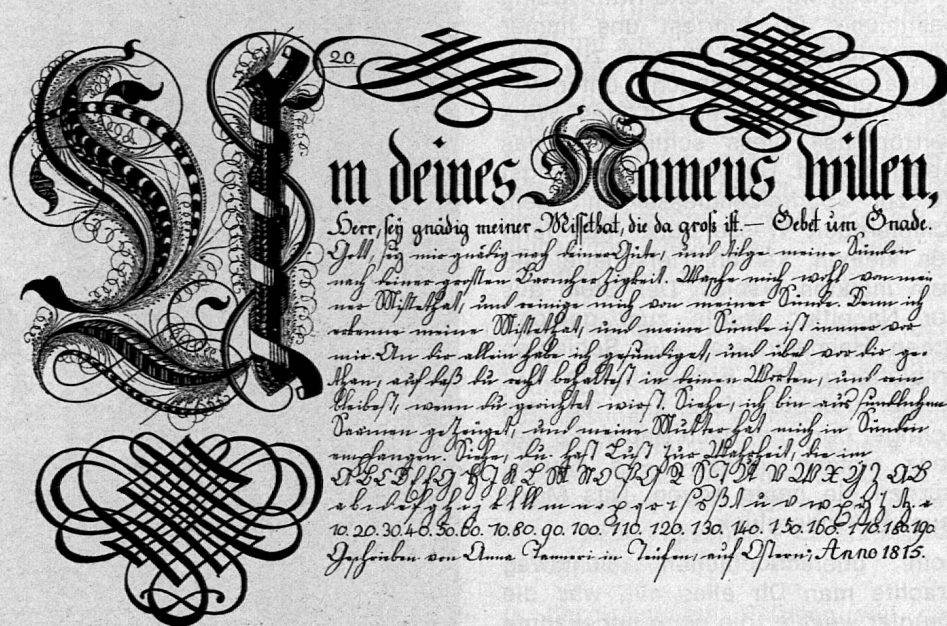 20.
Um deines Namens willen,
Herr, sey gnädig meiner Missethat, die da groß ist. — Gebet um Gnade.
Gott, sey mir gnädig nach deiner Güte, und tilge meine Sünden
nach deiner grossen Barmherzigkeit. Wasche mich wohl von mei
ner Missethat, und reinige mich von meiner Sünde. Denn ich
erkenne meine Missethat, und meine Sünde ist immer vor
mir. An dir allein habe ich gesündiget, und übel vor dir ge-
than, auf daß du recht behaltest in deinen Worten, und rein
bleibest, wenn du gerichtet wirst. Siehe, ich bin aus sündlichem
Saamen gezeuget, und meine Mutter hat mich in Sünden
empfangen. Siehe, du hast Lust zur Wahrheit, die im
A B C D E F G H J K L M N O P Q R S T U V W X Y Z
a b c d e f g h i j k l m n o p q r s ß t u v w x y z
10. 20. 30. 40. 50. 60. 70. 80. 90. 100. 110. 120. 130. 140. 150. 160. 170. 180. 190.
Geschrieben von Anna Tanneri in Teufen, auf Ostern, Anno 1815.